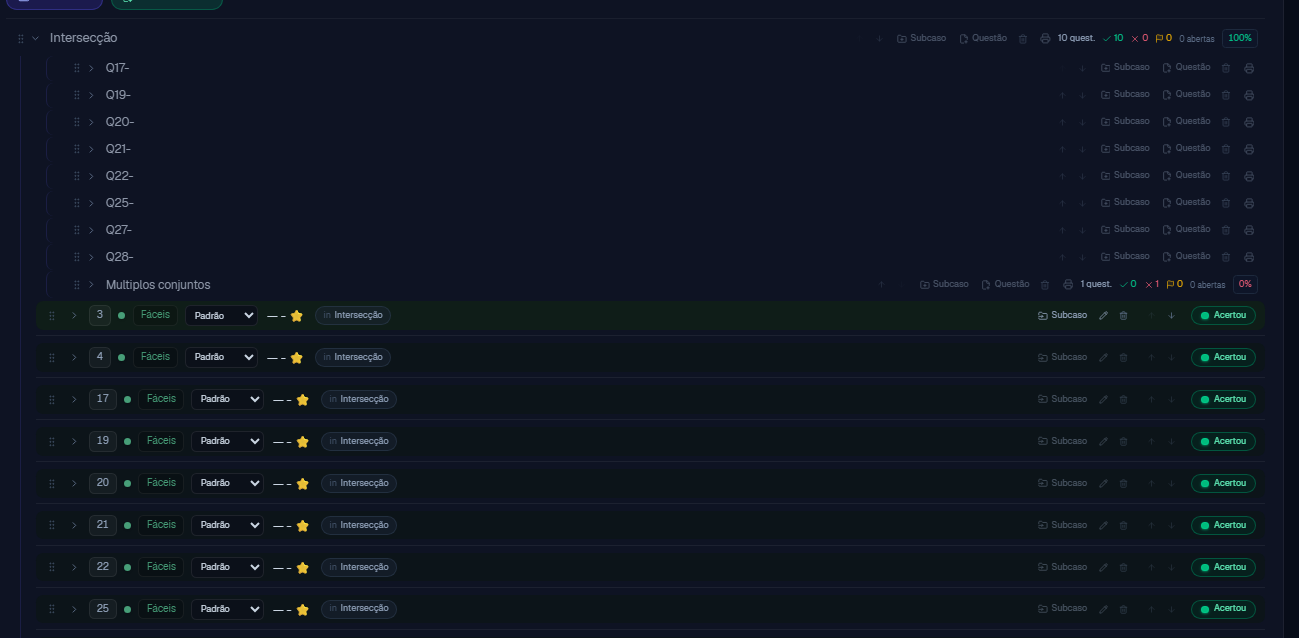 Intersecção Subcaso Questão 10 quest. 10 0 0 0 abertas 100%
Q17- Subcaso Questão
Q19- Subcaso Questão
Q20- Subcaso Questão
Q21- Subcaso Questão
Q22- Subcaso Questão
Q25- Subcaso Questão
Q27- Subcaso Questão
Q28- Subcaso Questão
Multiplos conjuntos Subcaso Questão 1 quest. 0 1 0 0 abertas 0%
3 Fáceis Padrão — – in Intersecção Subcaso Acertou
4 Fáceis Padrão — – in Intersecção Subcaso Acertou
17 Fáceis Padrão — – in Intersecção Subcaso Acertou
19 Fáceis Padrão — – in Intersecção Subcaso Acertou
20 Fáceis Padrão — – in Intersecção Subcaso Acertou
21 Fáceis Padrão — – in Intersecção Subcaso Acertou
22 Fáceis Padrão — – in Intersecção Subcaso Acertou
25 Fáceis Padrão — – in Intersecção Subcaso Acertou